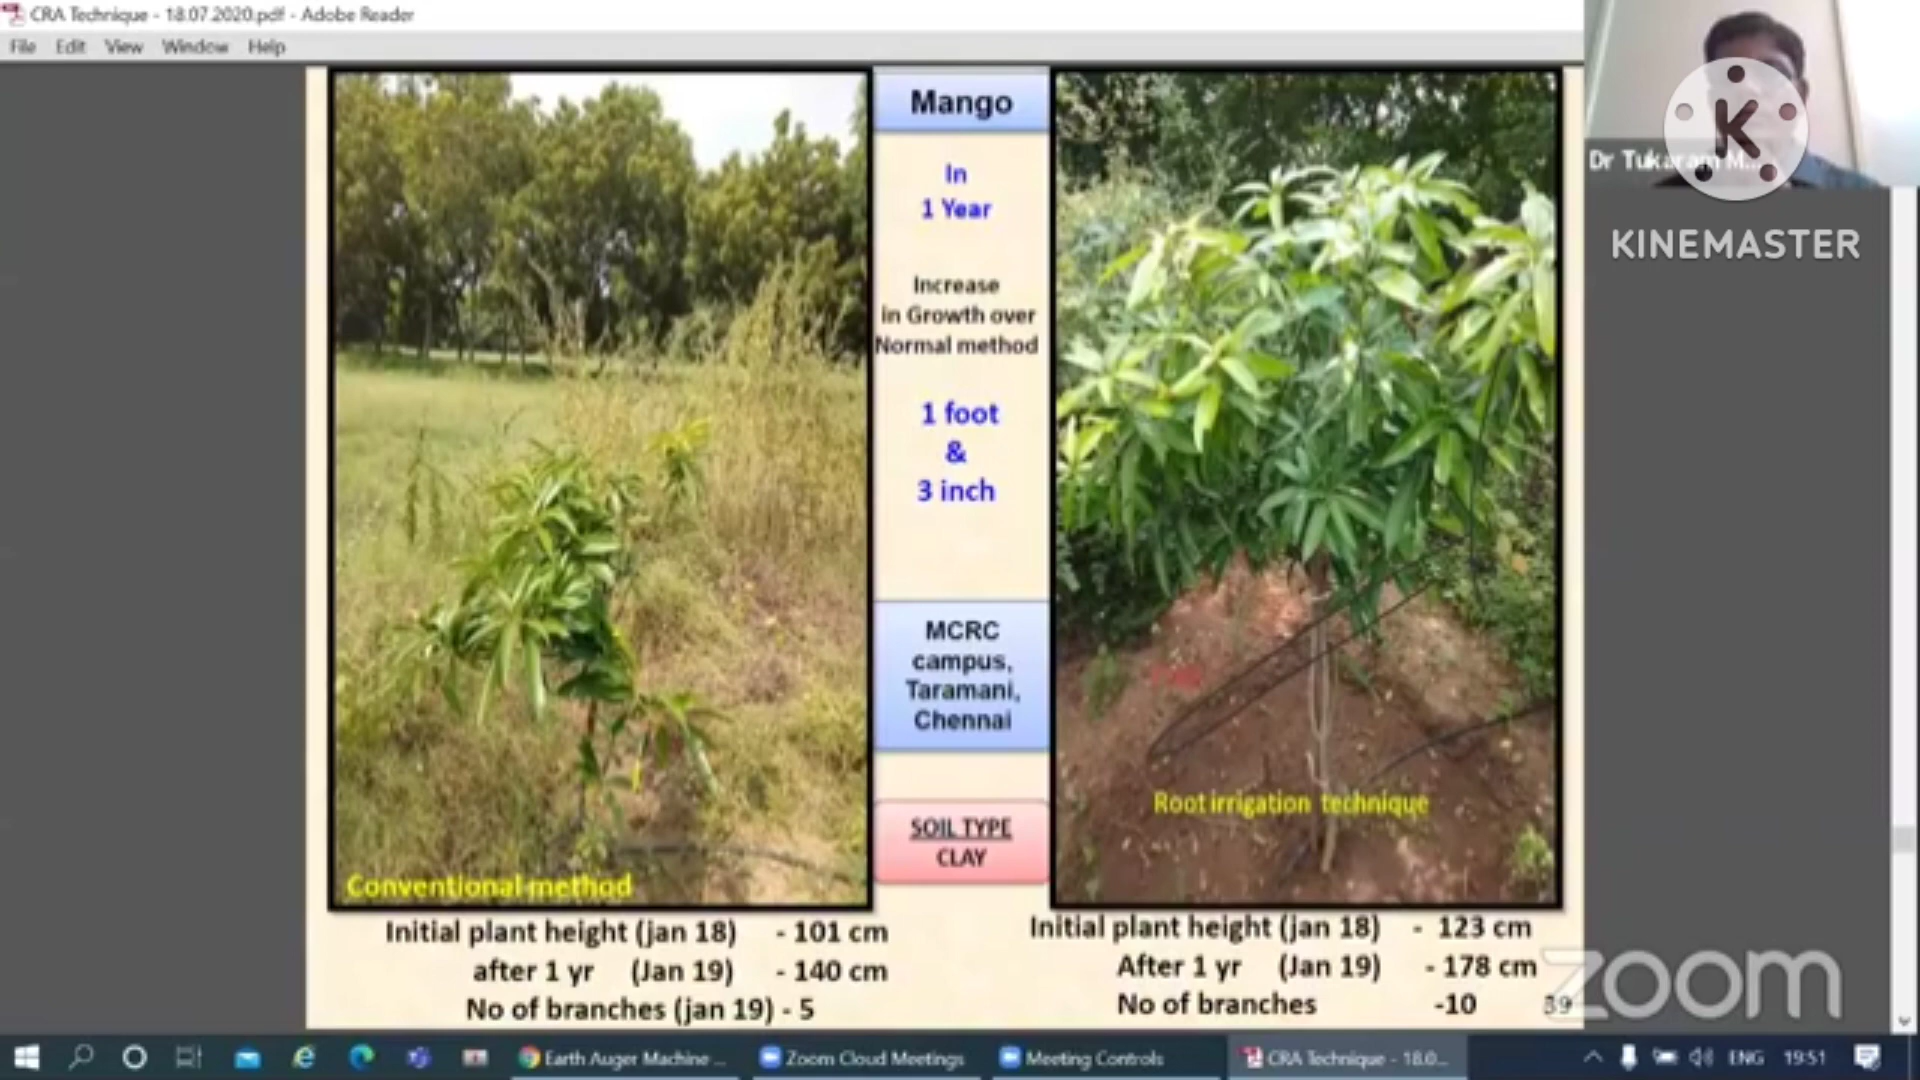 CRA Technique - 18.07.2020.pdf - Adobe Reader
File Edit View Window Help
Mango
In
1 Year
Increase
in Growth over
Normal method
1 foot
&
3 inch
MCRC
campus,
Taramani,
Chennai
SOIL TYPE
CLAY
Conventional method
Root irrigation technique
Initial plant height (jan 18) - 101 cm
after 1 yr (Jan 19) - 140 cm
No of branches (jan 19) - 5
Initial plant height (jan 18) - 123 cm
After 1 yr (Jan 19) - 178 cm
No of branches -10
39
Dr Tukaram M...
K
KINEMASTER
zoom
Earth Auger Machine ...
Zoom Cloud Meetings
Meeting Controls
CRA Technique - 18.0...
ENG 19:51